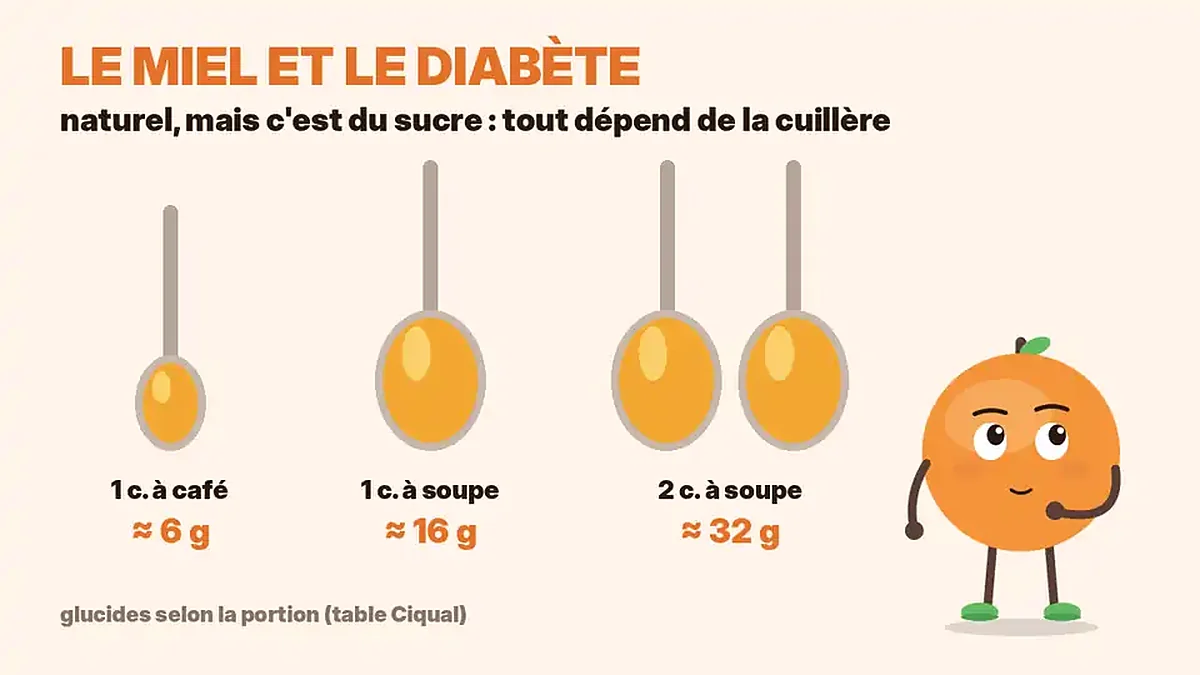 LE MIEL ET LE DIABÈTE
naturel, mais c'est du sucre : tout dépend de la cuillère
1 c. à café
≈ 6 g
1 c. à soupe
≈ 16 g
2 c. à soupe
≈ 32 g
glucides selon la portion (table Ciqual)